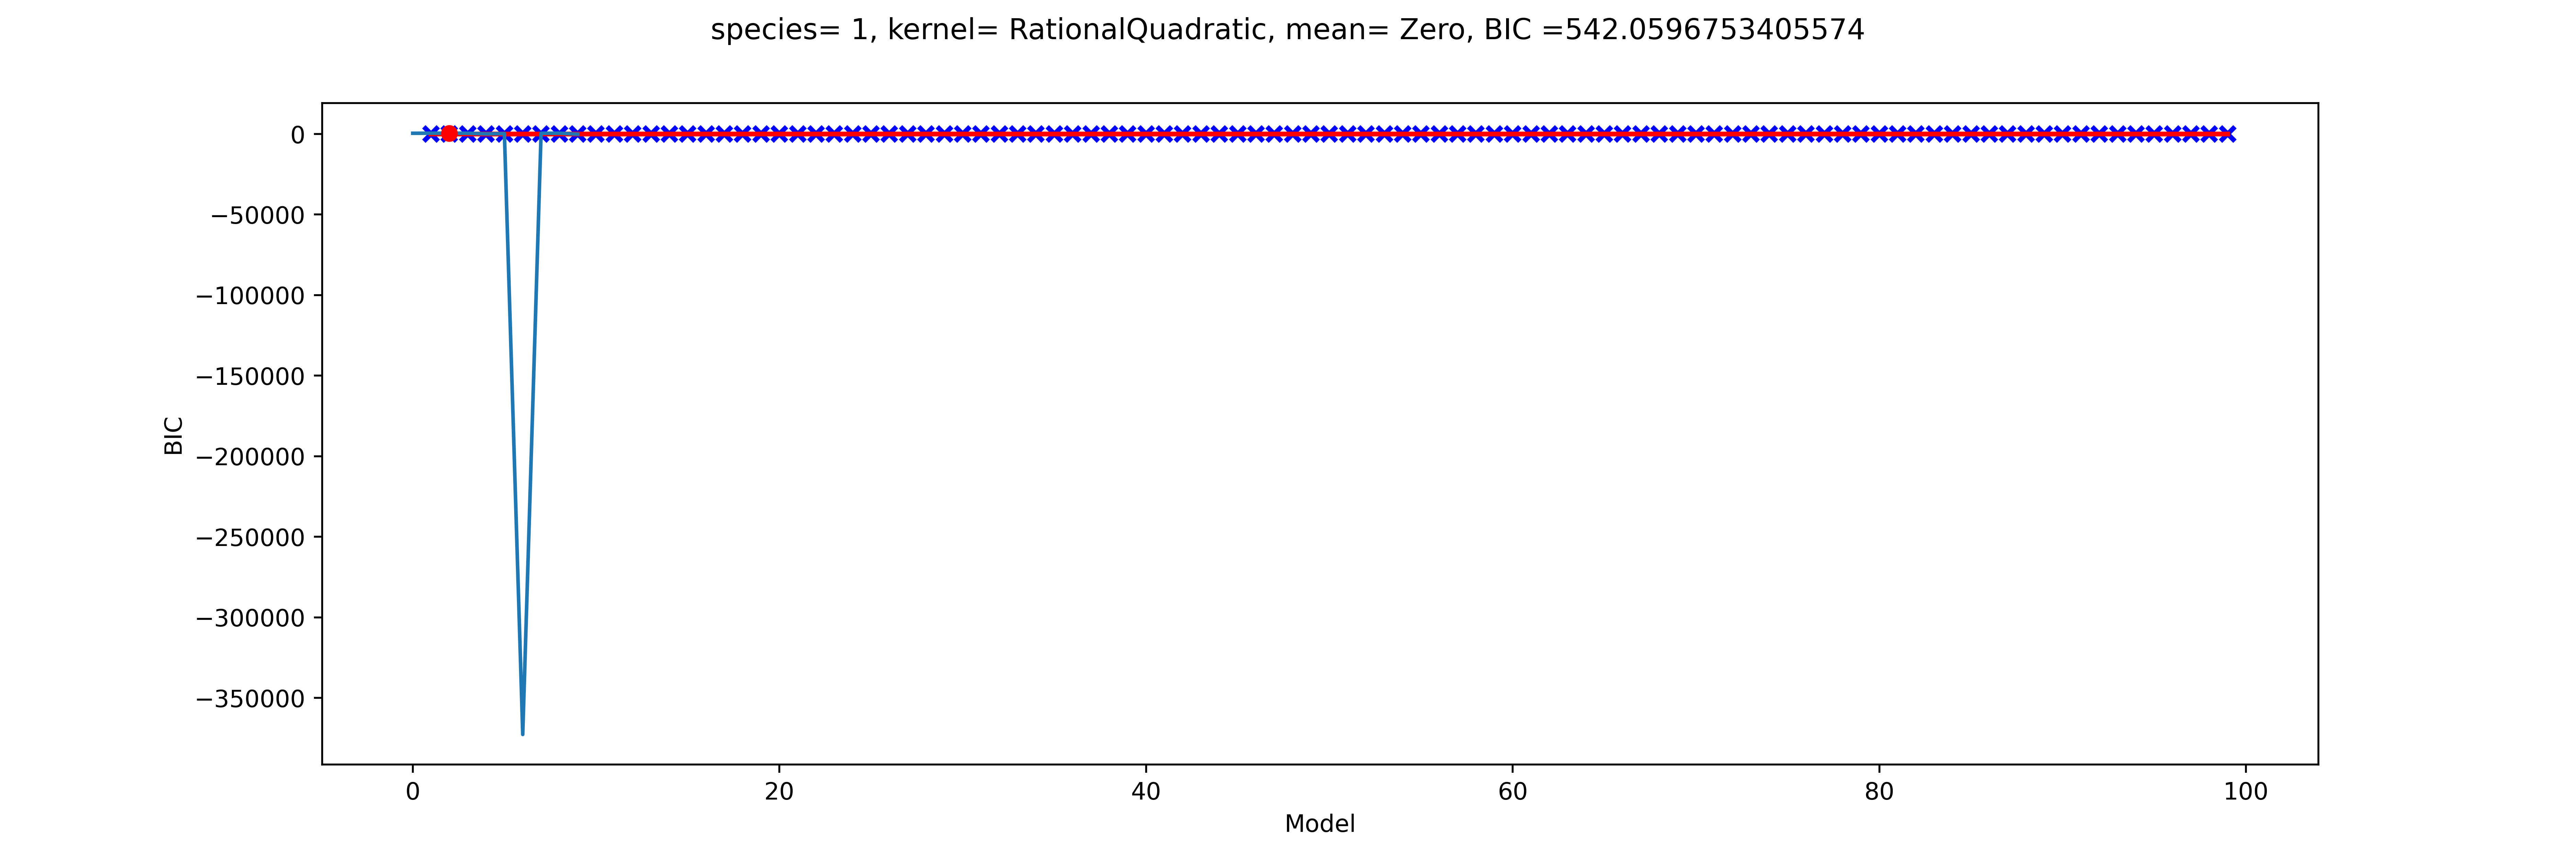 species= 1, kernel= RationalQuadratic, mean= Zero, BIC =542.0596753405574
0
−50000
−100000
−150000
−200000
−250000
−300000
−350000
BIC
0 20 40 60 80 100
Model